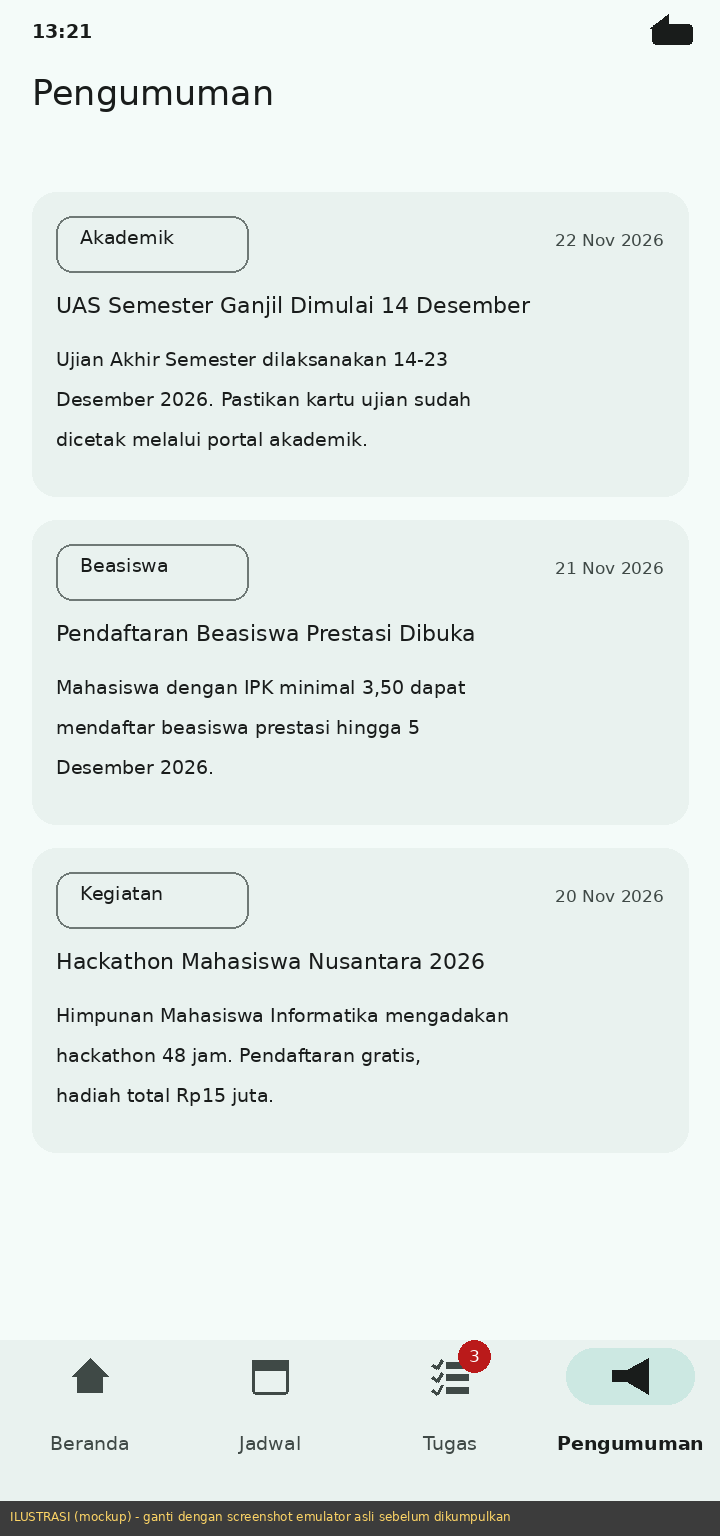 13:21
Pengumuman
Akademik
22 Nov 2026
UAS Semester Ganjil Dimulai 14 Desember
Ujian Akhir Semester dilaksanakan 14-23
Desember 2026. Pastikan kartu ujian sudah
dicetak melalui portal akademik.
Beasiswa
21 Nov 2026
Pendaftaran Beasiswa Prestasi Dibuka
Mahasiswa dengan IPK minimal 3,50 dapat
mendaftar beasiswa prestasi hingga 5
Desember 2026.
Kegiatan
20 Nov 2026
Hackathon Mahasiswa Nusantara 2026
Himpunan Mahasiswa Informatika mengadakan
hackathon 48 jam. Pendaftaran gratis,
hadiah total Rp15 juta.
3
Beranda
Jadwal
Tugas
Pengumuman
ILUSTRASI (mockup) - ganti dengan screenshot emulator asli sebelum dikumpulkan